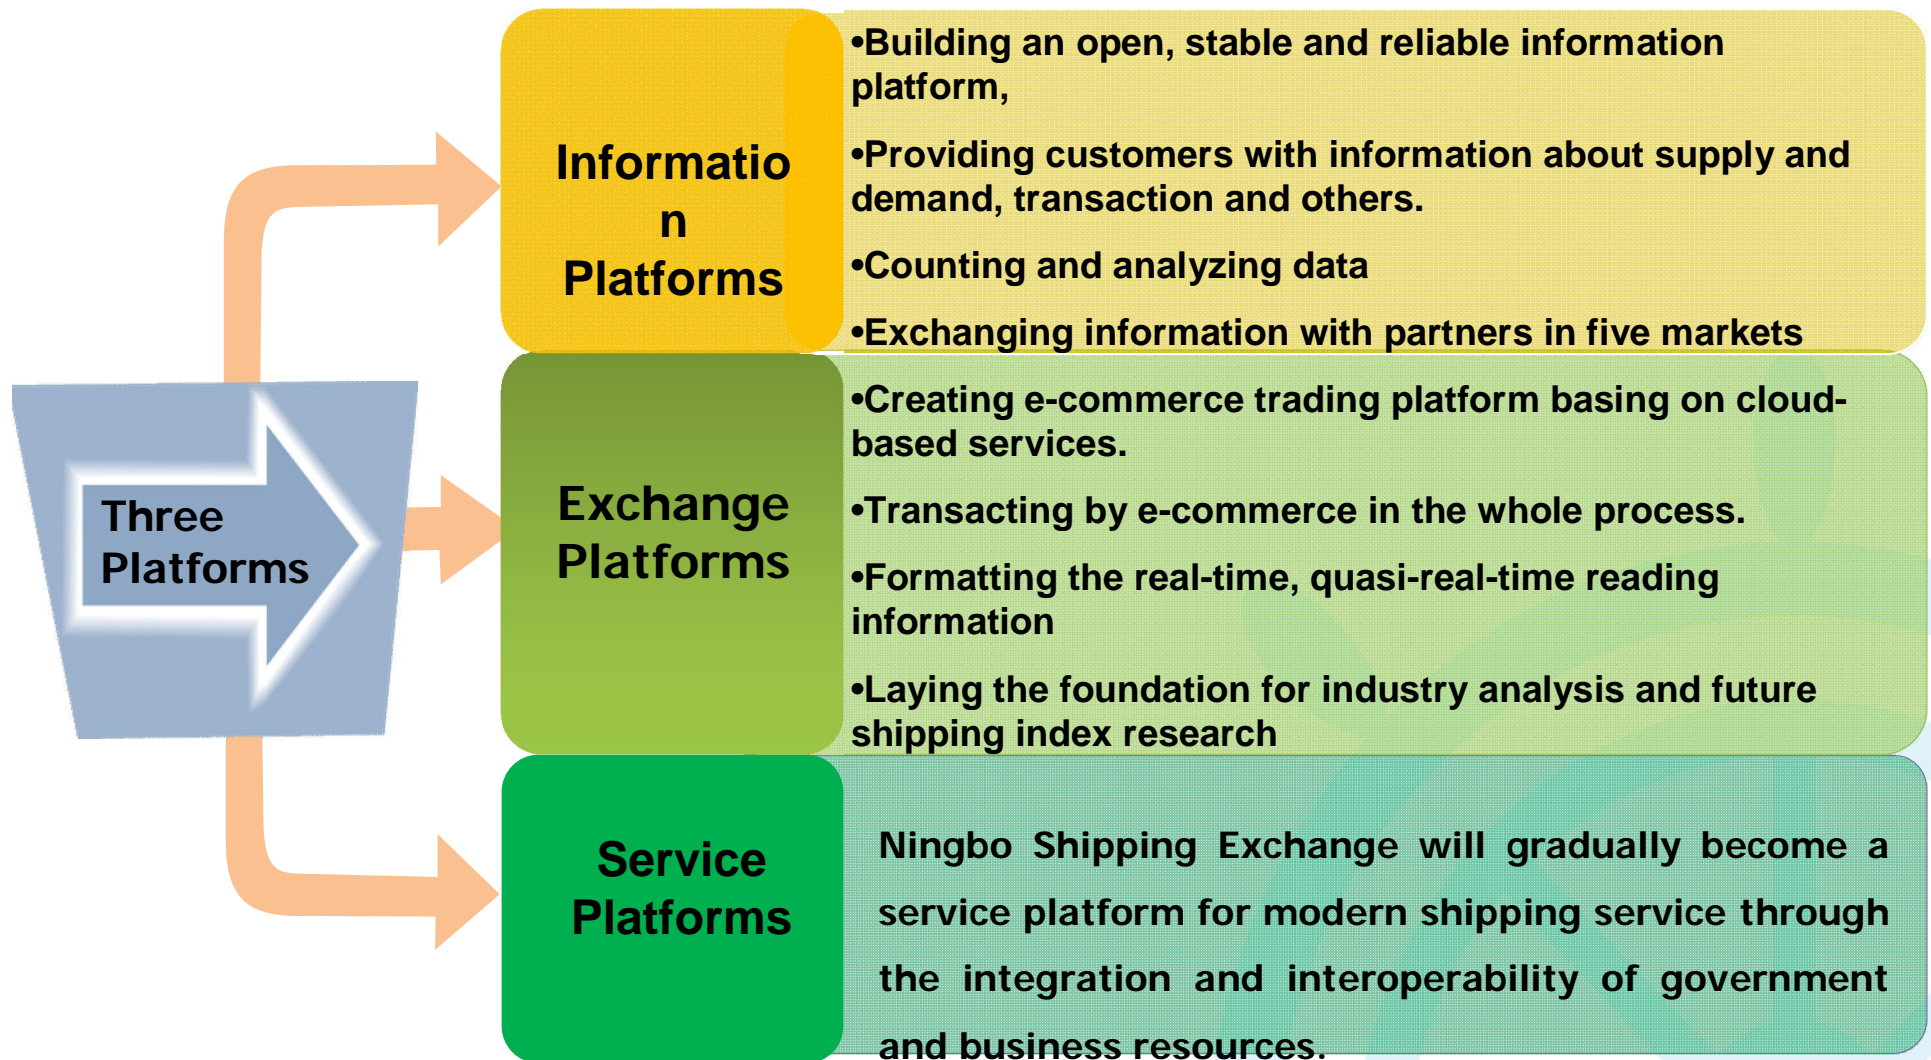 Three
Platforms
Informatio
n
Platforms
•Building an open, stable and reliable information
platform,
•Providing customers with information about supply and
demand, transaction and others.
•Counting and analyzing data
•Exchanging information with partners in five markets
Exchange
Platforms
•Creating e-commerce trading platform basing on cloud-
based services.
•Transacting by e-commerce in the whole process.
•Formatting the real-time, quasi-real-time reading
information
•Laying the foundation for industry analysis and future
shipping index research
Service
Platforms
Ningbo Shipping Exchange will gradually become a
service platform for modern shipping service through
the integration and interoperability of government
and business resources.